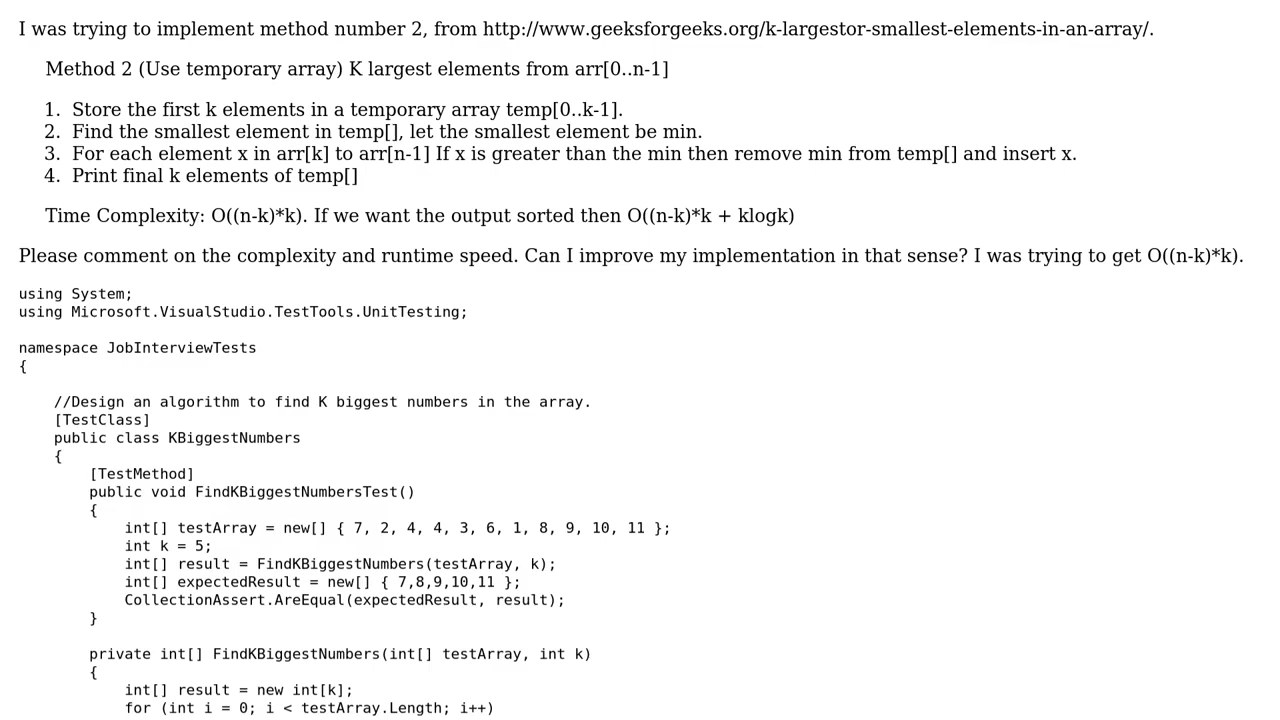 I was trying to implement method number 2, from http://www.geeksforgeeks.org/k-largestor-smallest-elements-in-an-array/.
Method 2 (Use temporary array) K largest elements from arr[0..n-1]
1. Store the first k elements in a temporary array temp[0..k-1].
2. Find the smallest element in temp[], let the smallest element be min.
3. For each element x in arr[k] to arr[n-1] If x is greater than the min then remove min from temp[] and insert x.
4. Print final k elements of temp[]
Time Complexity: O((n-k)*k). If we want the output sorted then O((n-k)*k + klogk)
Please comment on the complexity and runtime speed. Can I improve my implementation in that sense? I was trying to get O((n-k)*k).
using System;
using Microsoft.VisualStudio.TestTools.UnitTesting;
namespace JobInterviewTests
{
//Design an algorithm to find K biggest numbers in the array.
[TestClass]
public class KBiggestNumbers
{
[TestMethod]
public void FindKBiggestNumbersTest()
{
int[] testArray = new[] { 7, 2, 4, 4, 3, 6, 1, 8, 9, 10, 11 };
int k = 5;
int[] result = FindKBiggestNumbers(testArray, k);
int[] expectedResult = new[] { 7,8,9,10,11 };
CollectionAssert.AreEqual(expectedResult, result);
}
private int[] FindKBiggestNumbers(int[] testArray, int k)
{
int[] result = new int[k];
for (int i = 0; i < testArray.Length; i++)